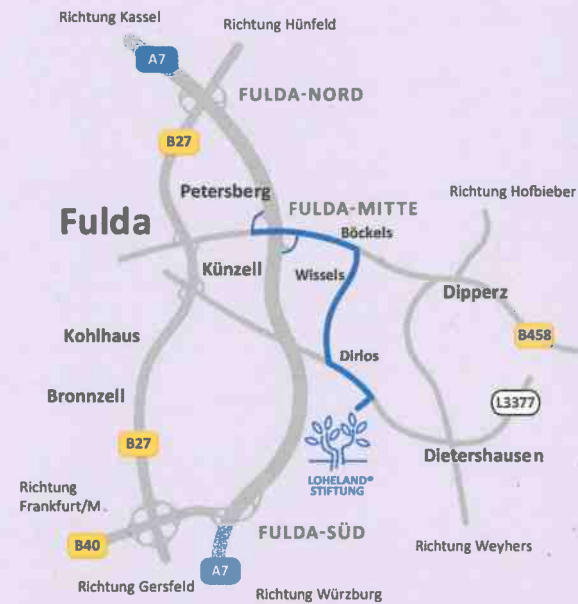 Richtung Kassel
Richtung Hünfeld
A7
FULDA-NORD
B27
Petersberg
Richtung Hofbieber
Fulda
FULDA-MITTE
Böckels
Künzell
Wissels
Dipperz
Kohlhaus
B458
Dirlos
Bronnzell
L3377
B27
Dietershausen
LOHELAND®
STIFTUNG
Richtung
Frankfurt/M
FULDA-SÜD
B40
Richtung Weyhers
A7
Richtung Gersfeld
Richtung Würzburg